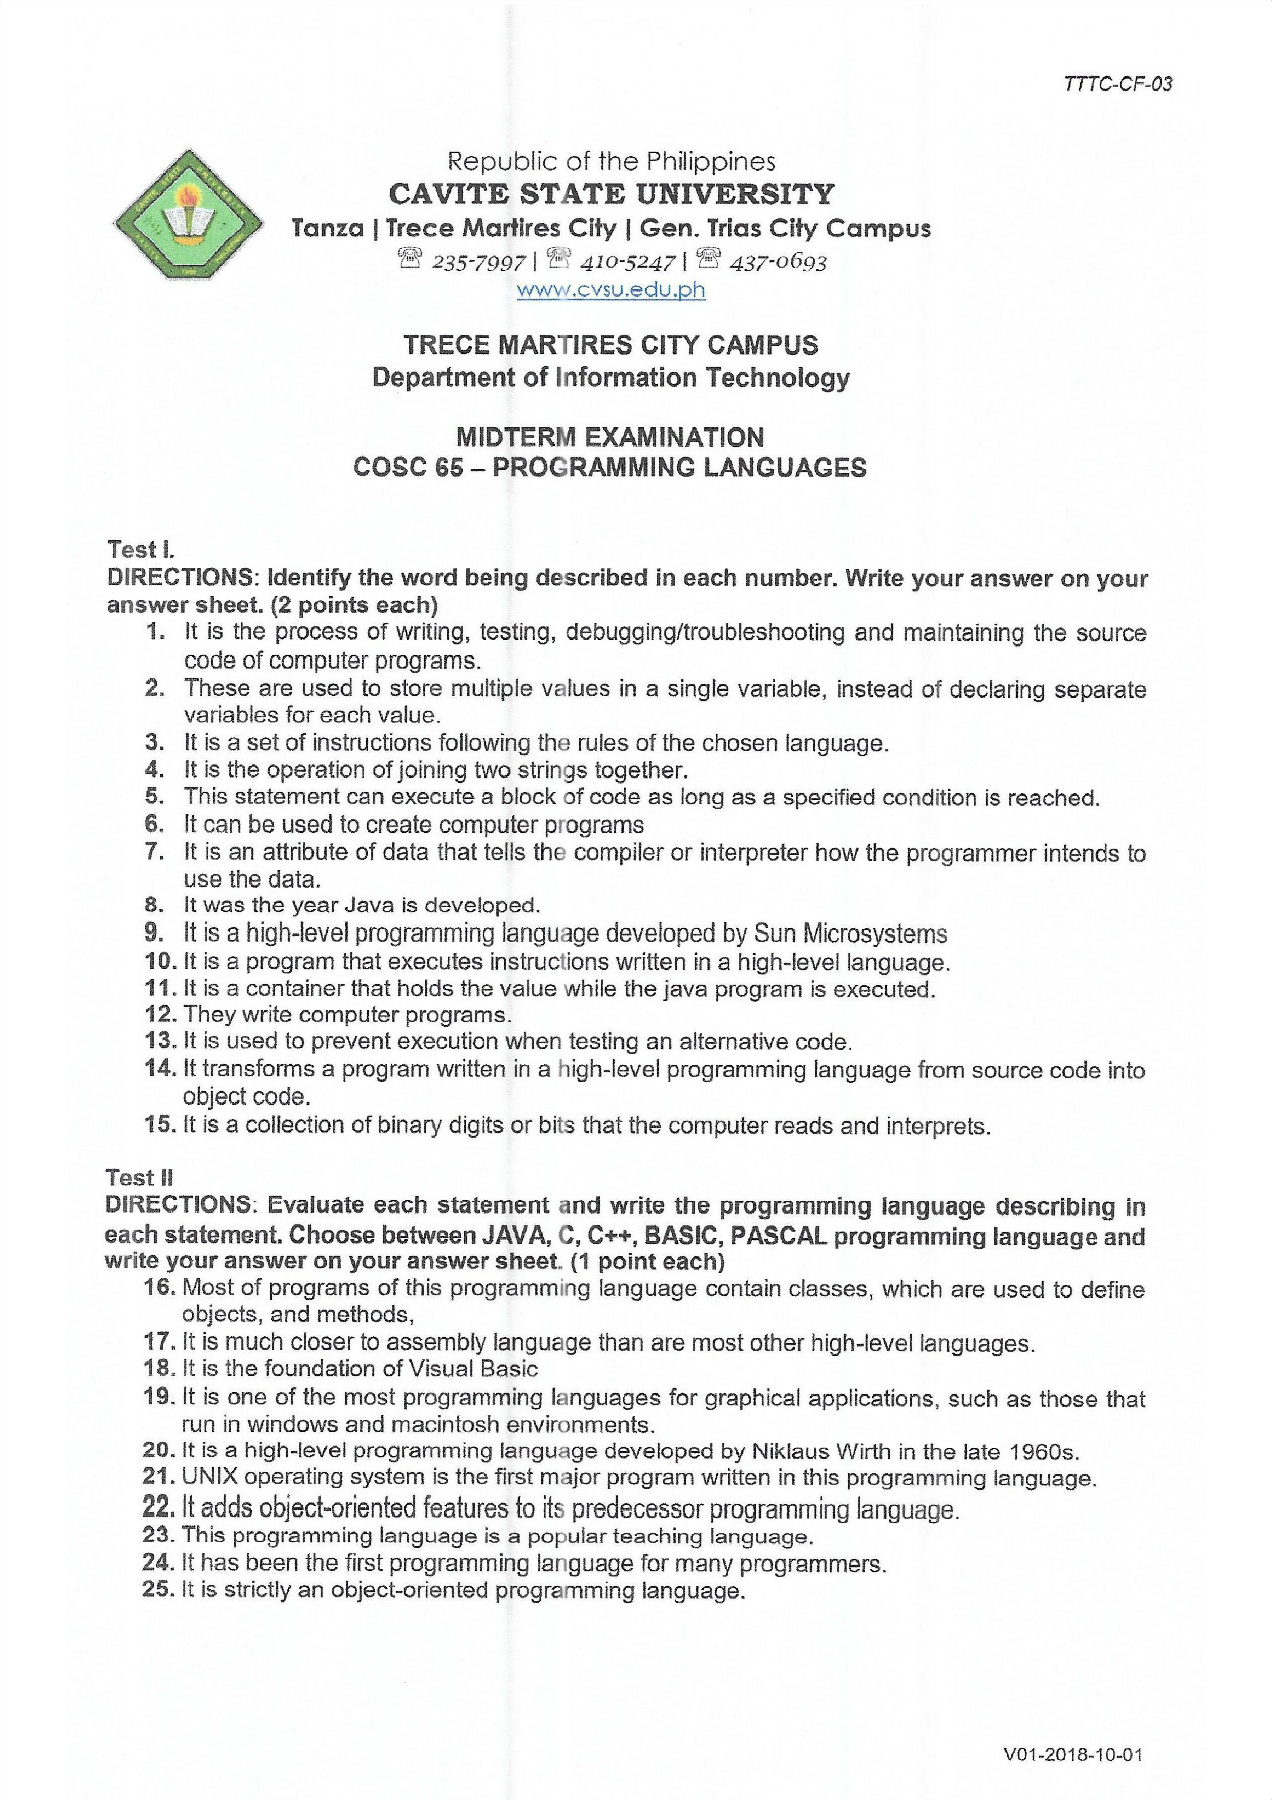 TTTC-CF-03
Republic of the Philippines
CAVITE STATE UNIVERSITY
Tanza | Trece Martires City | Gen. Trias City Campus
☏ 235-7997 | ☏ 410-5247 | ☏ 437-0693
www.cvsu.edu.ph
TRECE MARTIRES CITY CAMPUS
Department of Information Technology
MIDTERM EXAMINATION
COSC 65 – PROGRAMMING LANGUAGES
Test I.
DIRECTIONS: Identify the word being described in each number. Write your answer on your
answer sheet. (2 points each)
1. It is the process of writing, testing, debugging/troubleshooting and maintaining the source
code of computer programs.
2. These are used to store multiple values in a single variable, instead of declaring separate
variables for each value.
3. It is a set of instructions following the rules of the chosen language.
4. It is the operation of joining two strings together.
5. This statement can execute a block of code as long as a specified condition is reached.
6. It can be used to create computer programs
7. It is an attribute of data that tells the compiler or interpreter how the programmer intends to
use the data.
8. It was the year Java is developed.
9. It is a high-level programming language developed by Sun Microsystems
10. It is a program that executes instructions written in a high-level language.
11. It is a container that holds the value while the java program is executed.
12. They write computer programs.
13. It is used to prevent execution when testing an alternative code.
14. It transforms a program written in a high-level programming language from source code into
object code.
15. It is a collection of binary digits or bits that the computer reads and interprets.
Test II
DIRECTIONS: Evaluate each statement and write the programming language describing in
each statement. Choose between JAVA, C, C++, BASIC, PASCAL programming language and
write your answer on your answer sheet. (1 point each)
16. Most of programs of this programming language contain classes, which are used to define
objects, and methods,
17. It is much closer to assembly language than are most other high-level languages.
18. It is the foundation of Visual Basic
19. It is one of the most programming languages for graphical applications, such as those that
run in windows and macintosh environments.
20. It is a high-level programming language developed by Niklaus Wirth in the late 1960s.
21. UNIX operating system is the first major program written in this programming language.
22. It adds object-oriented features to its predecessor programming language.
23. This programming language is a popular teaching language.
24. It has been the first programming language for many programmers.
25. It is strictly an object-oriented programming language.
V01-2018-10-01